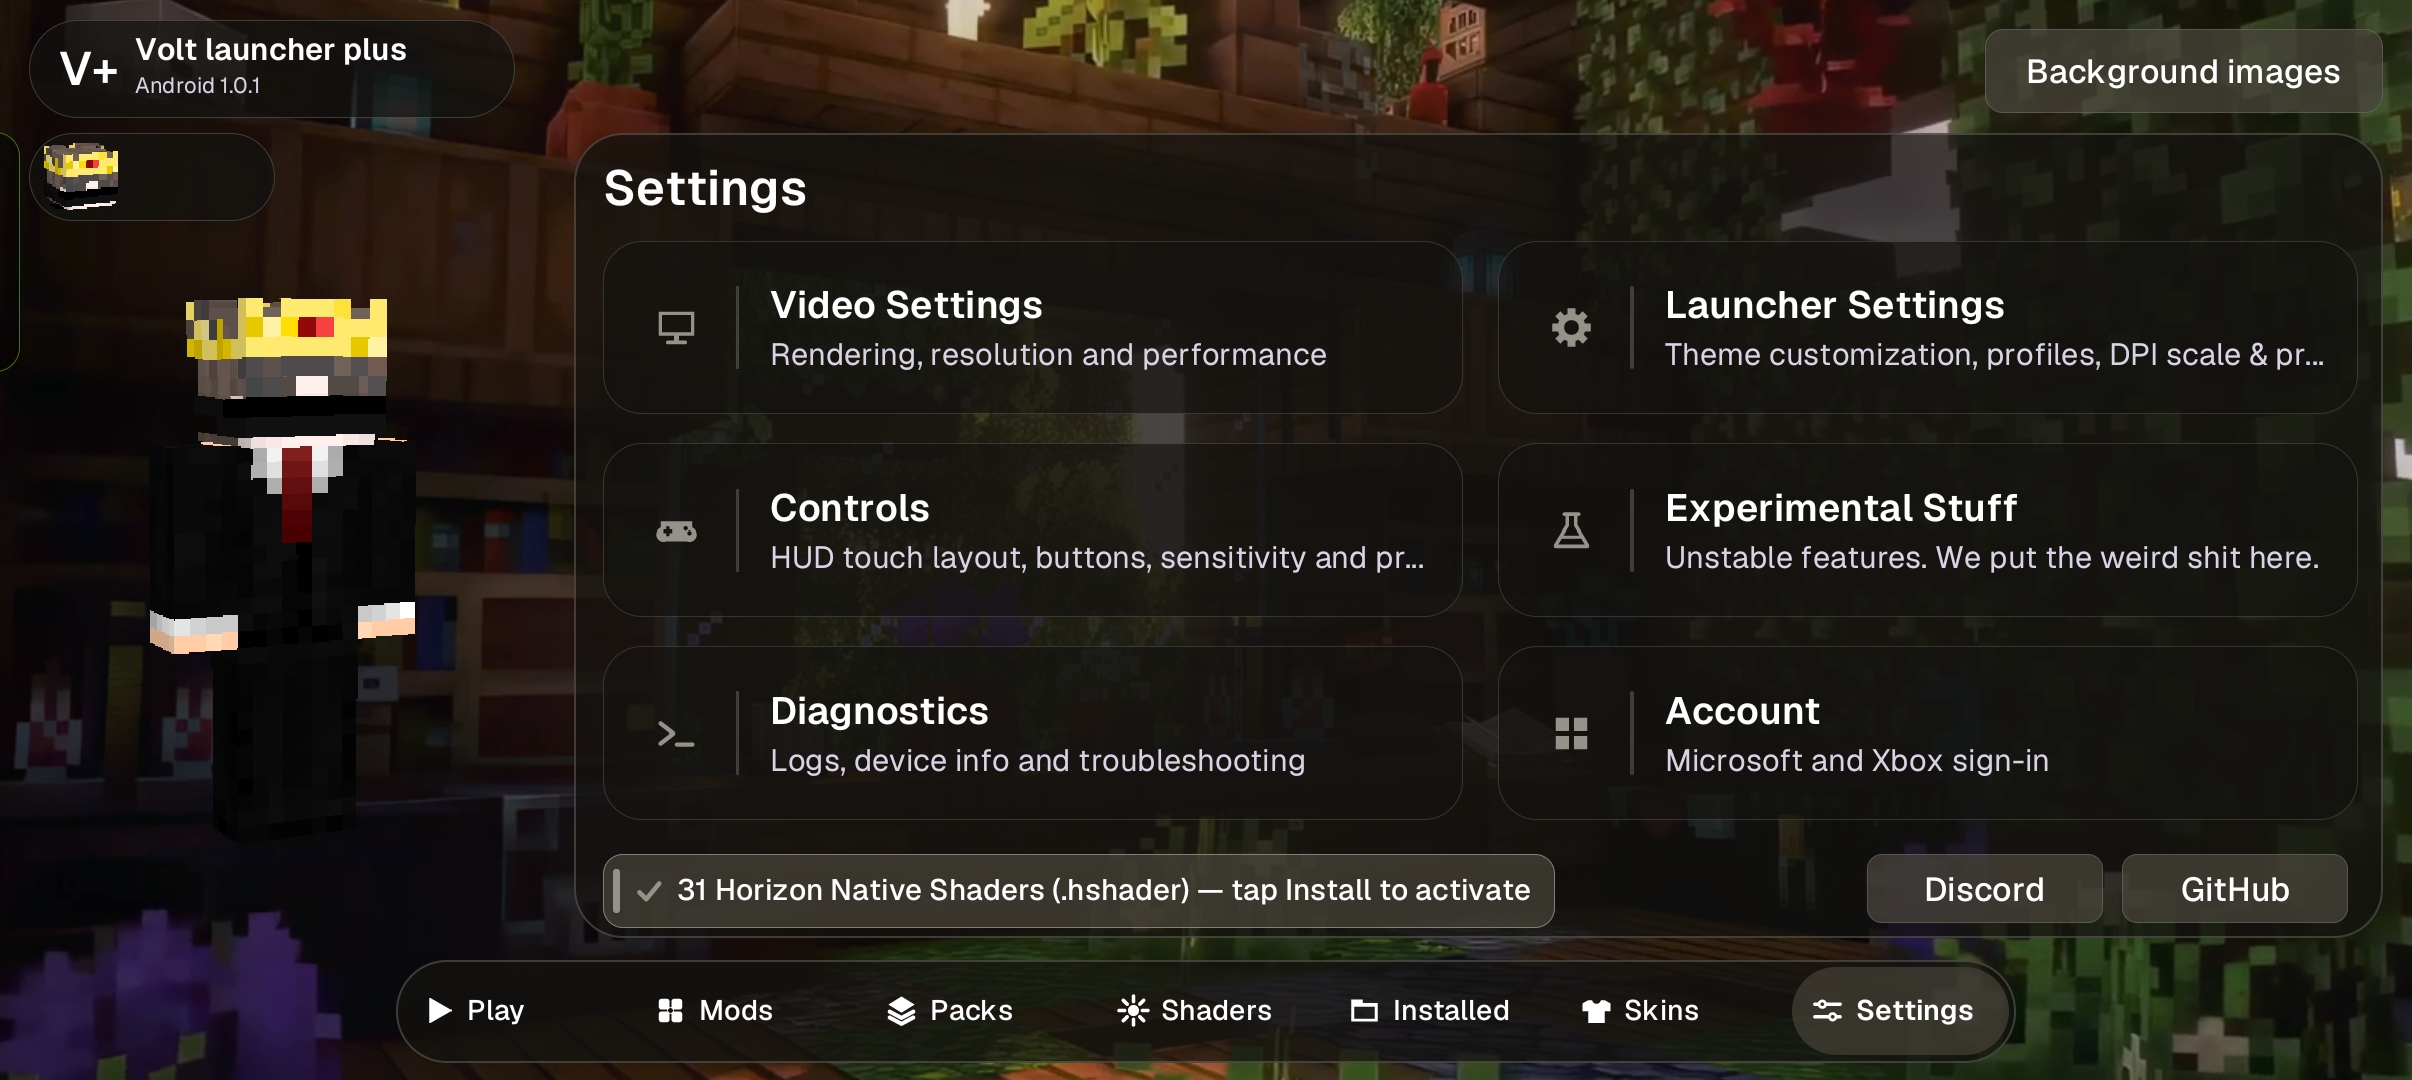 V+
Volt launcher plus
Android 1.0.1
Background images
Settings
Video Settings
Rendering, resolution and performance
Launcher Settings
Theme customization, profiles, DPI scale & pr...
Controls
HUD touch layout, buttons, sensitivity and pr...
Experimental Stuff
Unstable features. We put the weird shit here.
Diagnostics
Logs, device info and troubleshooting
Account
Microsoft and Xbox sign-in
31 Horizon Native Shaders (.hshader) — tap Install to activate
Discord
GitHub
Play
Mods
Packs
Shaders
Installed
Skins
Settings